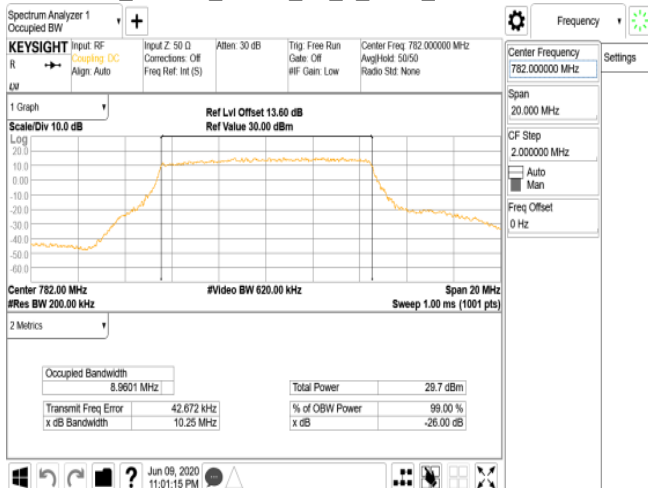 Spectrum Analyzer 1
Occupied BW
Frequency
KEYSIGHT
R
Input: RF
Coupling: DC
Align: Auto
Input Z: 50 Ω
Corrections: Off
Freq Ref: Int (S)
Atten: 30 dB
Trig: Free Run
Gate: Off
#IF Gain: Low
Center Freq: 782.000000 MHz
Avg|Hold: 50/50
Radio Std: None
Center Frequency
782.000000 MHz
Settings
Span
20.000 MHz
CF Step
2.000000 MHz
Auto
Man
Freq Offset
0 Hz
1 Graph
Scale/Div 10.0 dB
Ref Lvl Offset 13.60 dB
Ref Value 30.00 dBm
Log
20.0
10.0
0.00
-10.0
-20.0
-30.0
-40.0
-50.0
-60.0
Center 782.00 MHz
#Res BW 200.00 kHz
#Video BW 620.00 kHz
Span 20 MHz
Sweep 1.00 ms (1001 pts)
2 Metrics
Occupied Bandwidth
8.9601 MHz
Total Power 29.7 dBm
Transmit Freq Error 42.672 kHz
% of OBW Power 99.00 %
x dB Bandwidth 10.25 MHz
x dB -26.00 dB
?
Jun 09, 2020
11:01:15 PM